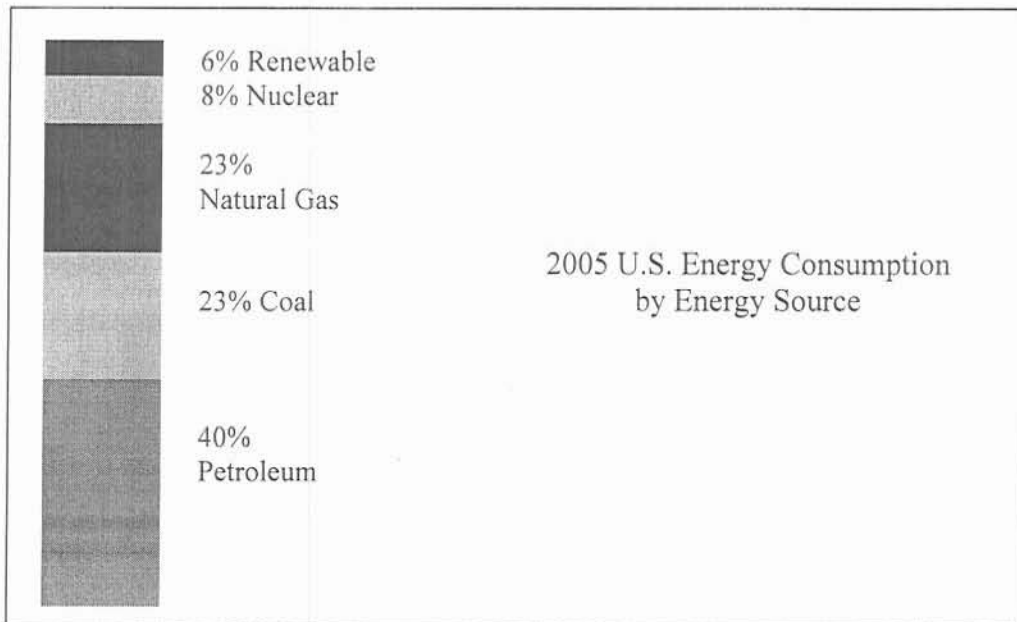 6% Renewable
8% Nuclear
23%
Natural Gas
23% Coal
40%
Petroleum
2005 U.S. Energy Consumption
by Energy Source